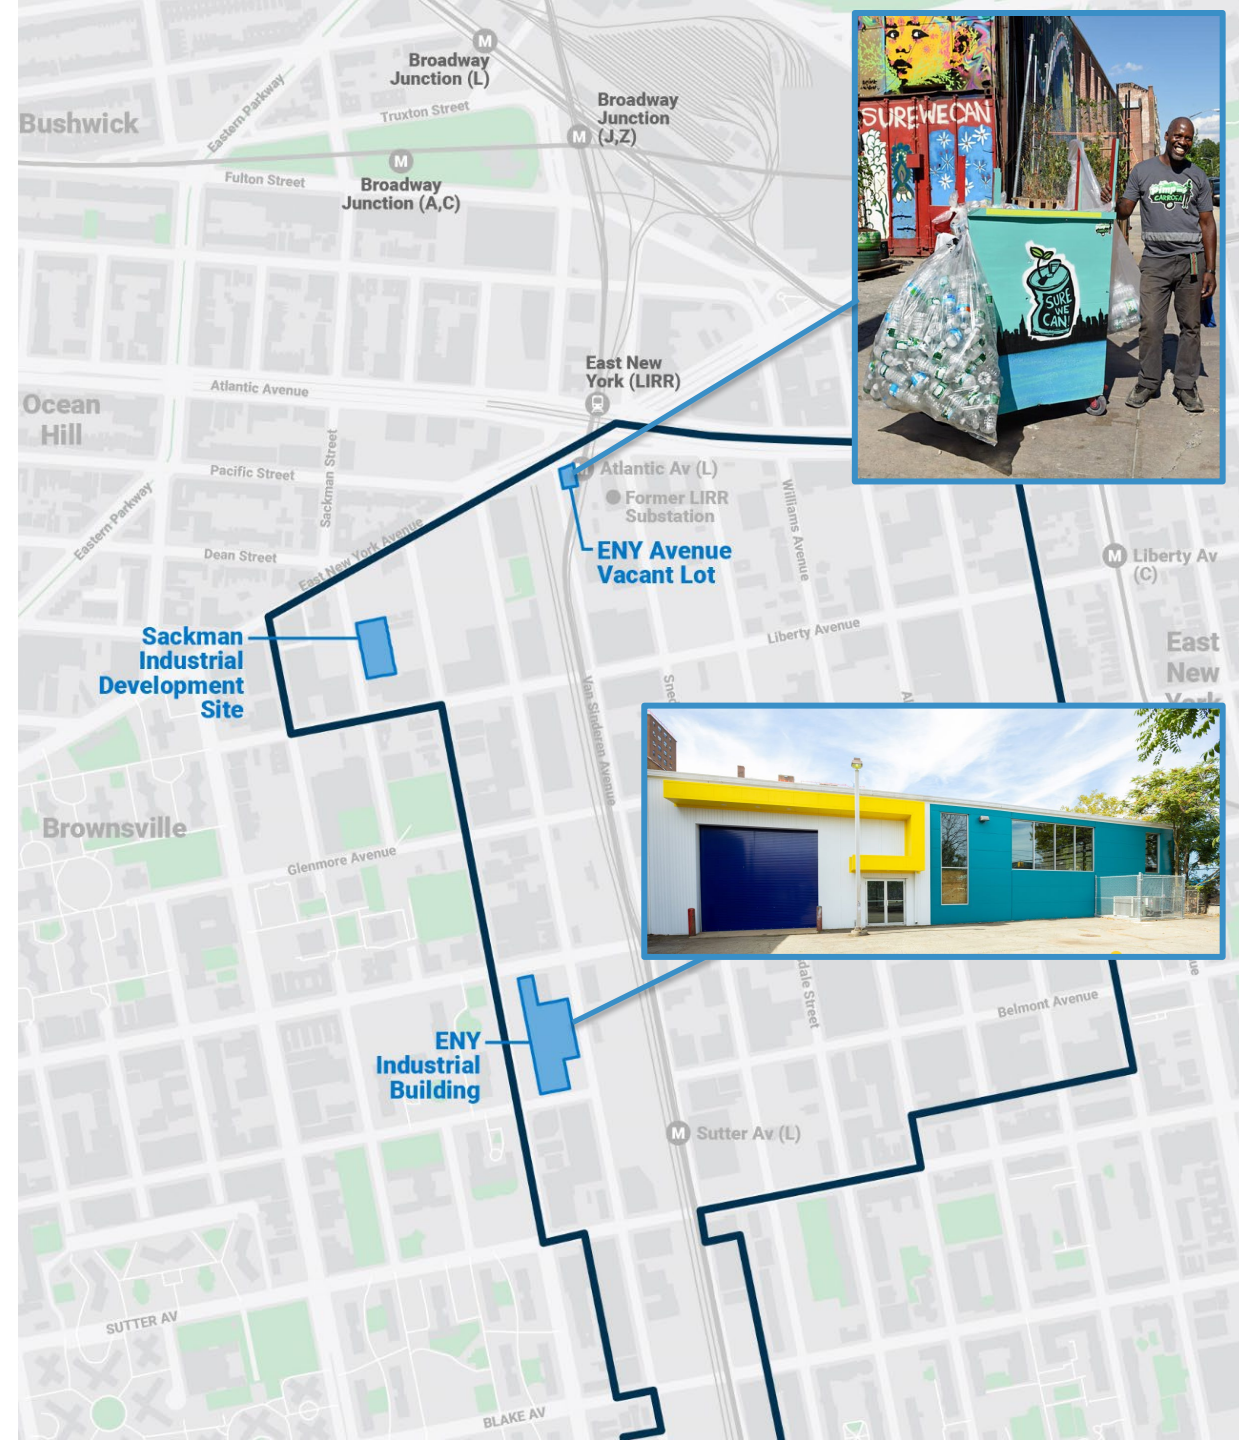 Broadway
Junction (L)
Broadway
Junction
(J,Z)
Truxton Street
Eastern Parkway
Bushwick
Broadway
Junction (A,C)
Fulton Street
SUREWECAN
CARROCA
SURE
WE
CAN!
East New
York (LIRR)
Atlantic Avenue
Ocean
Hill
Sackman Street
Pacific Street
Atlantic Av (L)
Former LIRR
Substation
Williams Avenue
Eastern Parkway
Dean Street
East New York Avenue
ENY Avenue
Vacant Lot
Liberty Av
(C)
Sackman
Industrial
Development
Site
Liberty Avenue
East
New
York
Van Sinderen Avenue
Brownsville
Glenmore Avenue
Belmont Avenue
ENY
Industrial
Building
Sutter Av (L)
SUTTER AV
BLAKE AV